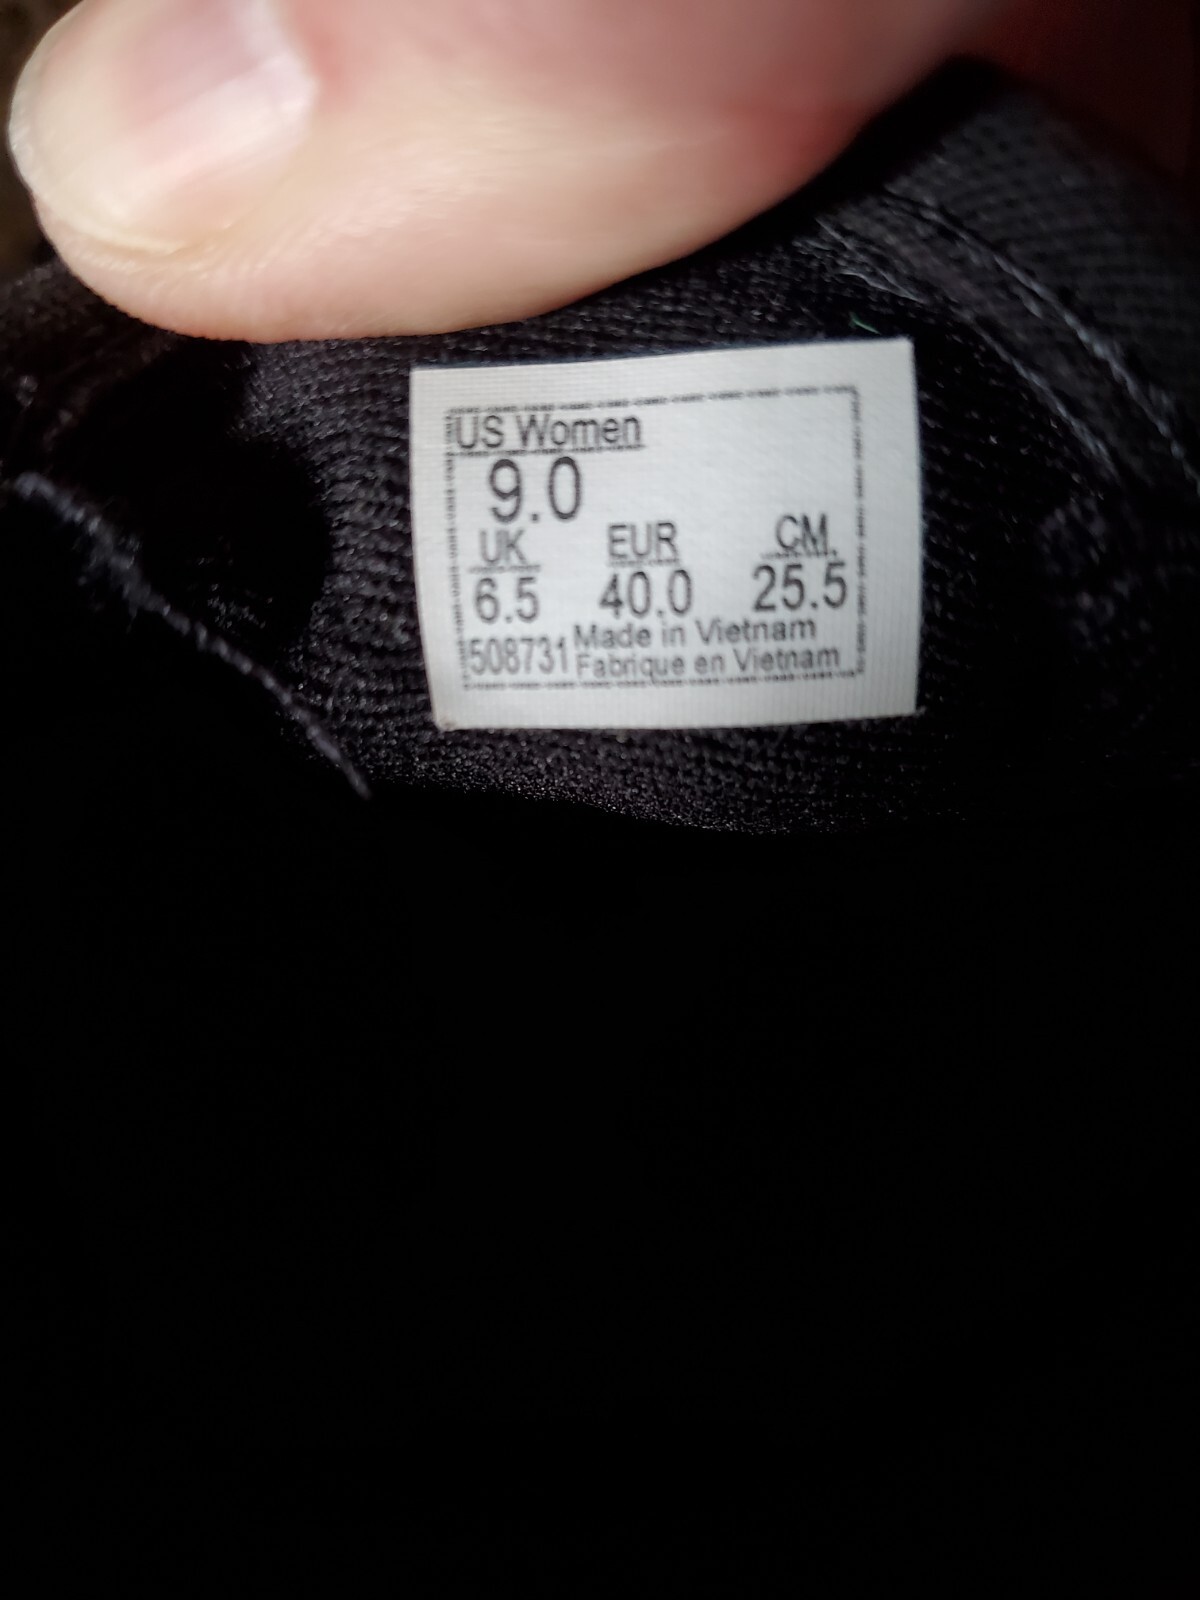 US Women
9.0
UK EUR CM
6.5 40.0 25.5
508731 Made in Vietnam
Fabrique en Vietnam